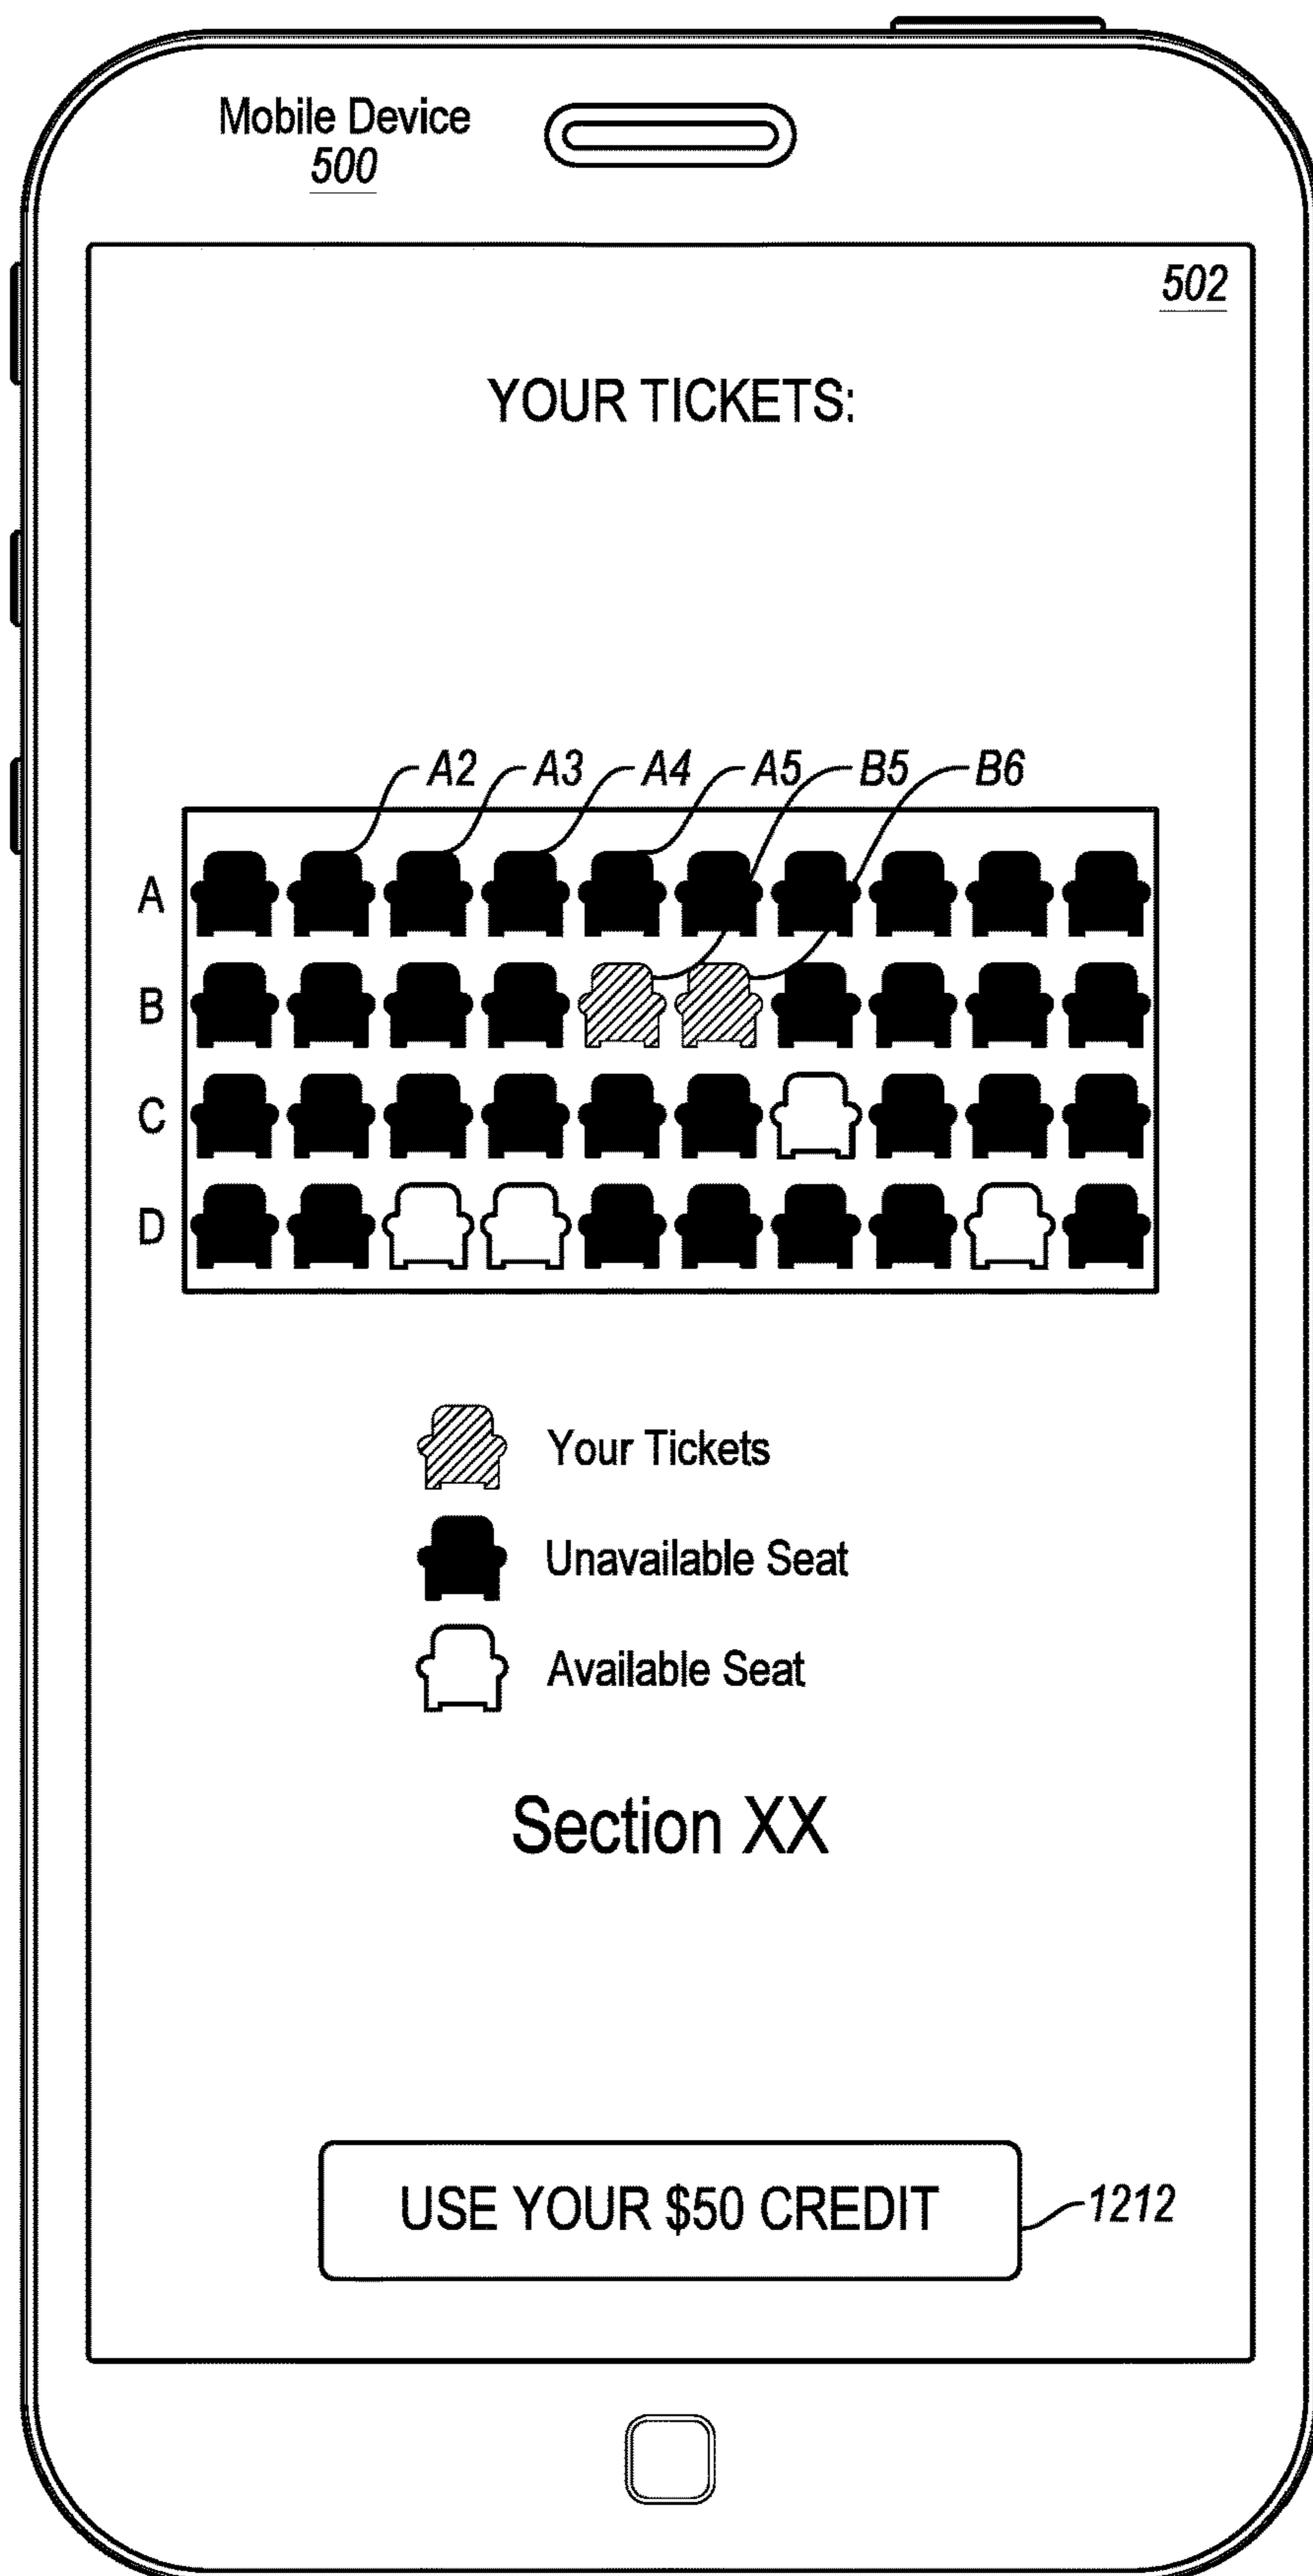 Mobile Device
500
502
YOUR TICKETS:
A2 A3 A4 A5 B5 B6
A
B
C
D
Your Tickets
Unavailable Seat
Available Seat
Section XX
USE YOUR $50 CREDIT
1212